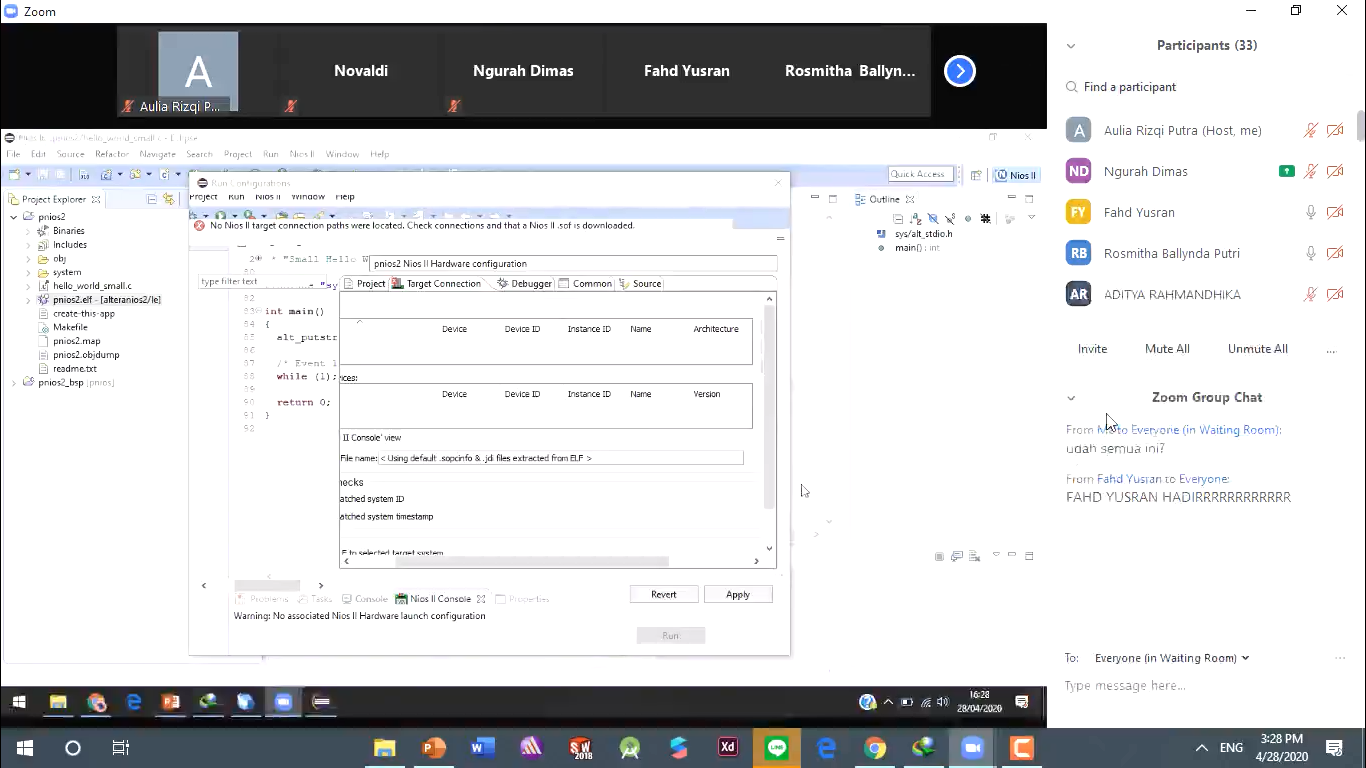 Zoom
A
Aulia Rizqi P...
Novaldi
Ngurah Dimas
Fahd Yusran
Rosmitha Ballyn...
File Edit Source Refactor Navigate Search Project Run Nios II Window Help
Quick Access
Nios II
Project Explorer
pnios2
Binaries
Includes
obj
system
hello_world_small.c
pnios2.elf - [alteranios2/le]
create-this-app
Makefile
pnios2.map
pnios2.objdump
readme.txt
pnios2_bsp [pnios]
Run Configurations
Project Run Nios II Window Help
No Nios II target connection paths were located. Check connections and that a Nios II .sof is downloaded.
* "Small Hello W
pnios2 Nios II Hardware configuration
type filter text
Project Target Connection Debugger Common Source
int main()
{
alt_putstr
/* Event l
while (1);
return 0;
}
Device Device ID Instance ID Name Architecture
ices:
Device Device ID Instance ID Name Version
II Console' view
File name: < Using default .sopcinfo & .jdi files extracted from ELF >
hecks
atched system ID
atched system timestamp
F to selected target system
Revert Apply
Run
Problems Tasks Console Nios II Console Properties
Warning: No associated Nios II Hardware launch configuration
Outline
sys/alt_stdio.h
main() : int
16:28
28/04/2020
Participants (33)
Find a participant
A Aulia Rizqi Putra (Host, me)
ND Ngurah Dimas
FY Fahd Yusran
RB Rosmitha Ballynda Putri
AR ADITYA RAHMANDHIKA
Invite Mute All Unmute All ...
Zoom Group Chat
From Me to Everyone (in Waiting Room):
udah semua ini?
From Fahd Yusran to Everyone:
FAHD YUSRAN HADIRRRRRRRRRRR
To: Everyone (in Waiting Room)
Type message here...
ENG
3:28 PM
4/28/2020
SW
2018
Xd
LINE